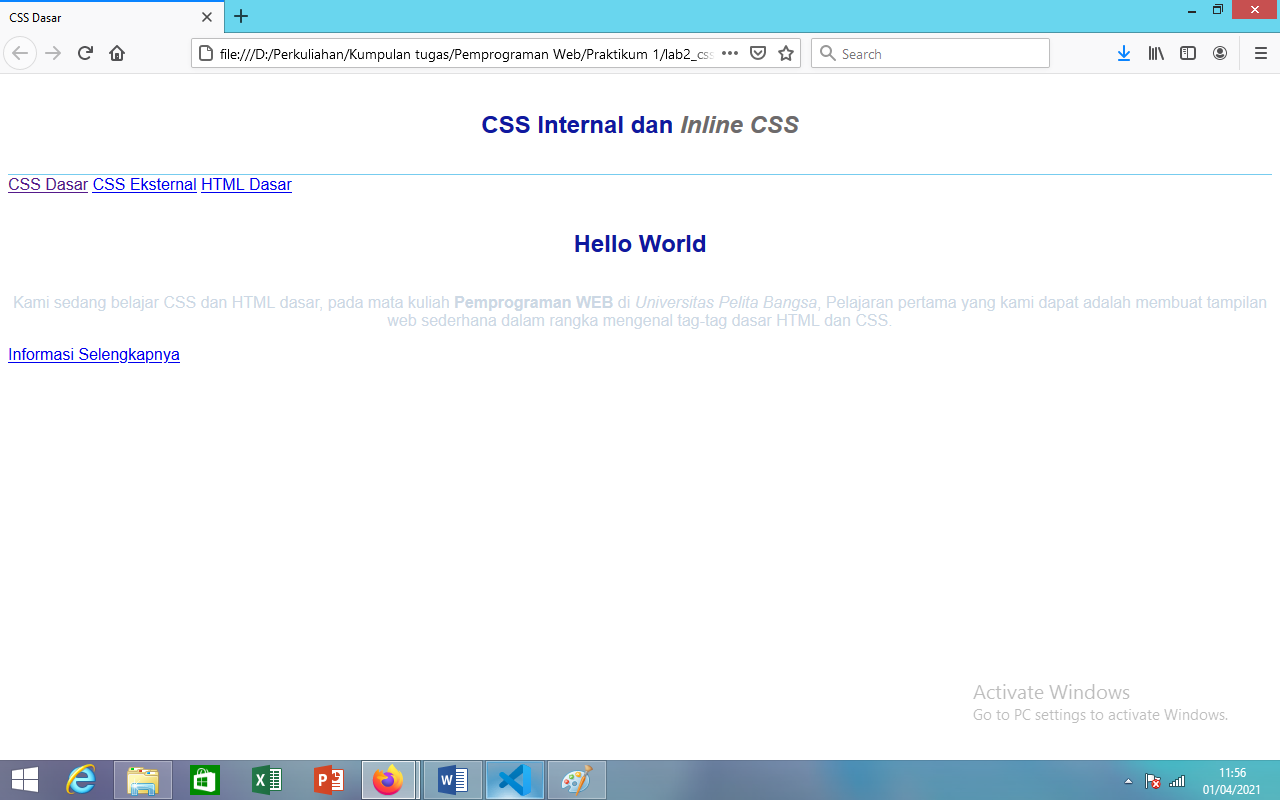 CSS Dasar
file:///D:/Perkuliahan/Kumpulan tugas/Pemprograman Web/Praktikum 1/lab2_css
Search
CSS Internal dan Inline CSS
CSS Dasar CSS Eksternal HTML Dasar
Hello World
Kami sedang belajar CSS dan HTML dasar, pada mata kuliah Pemprograman WEB di Universitas Pelita Bangsa, Pelajaran pertama yang kami dapat adalah membuat tampilan
web sederhana dalam rangka mengenal tag-tag dasar HTML dan CSS.
Informasi Selengkapnya
Activate Windows
Go to PC settings to activate Windows.
11:56
01/04/2021